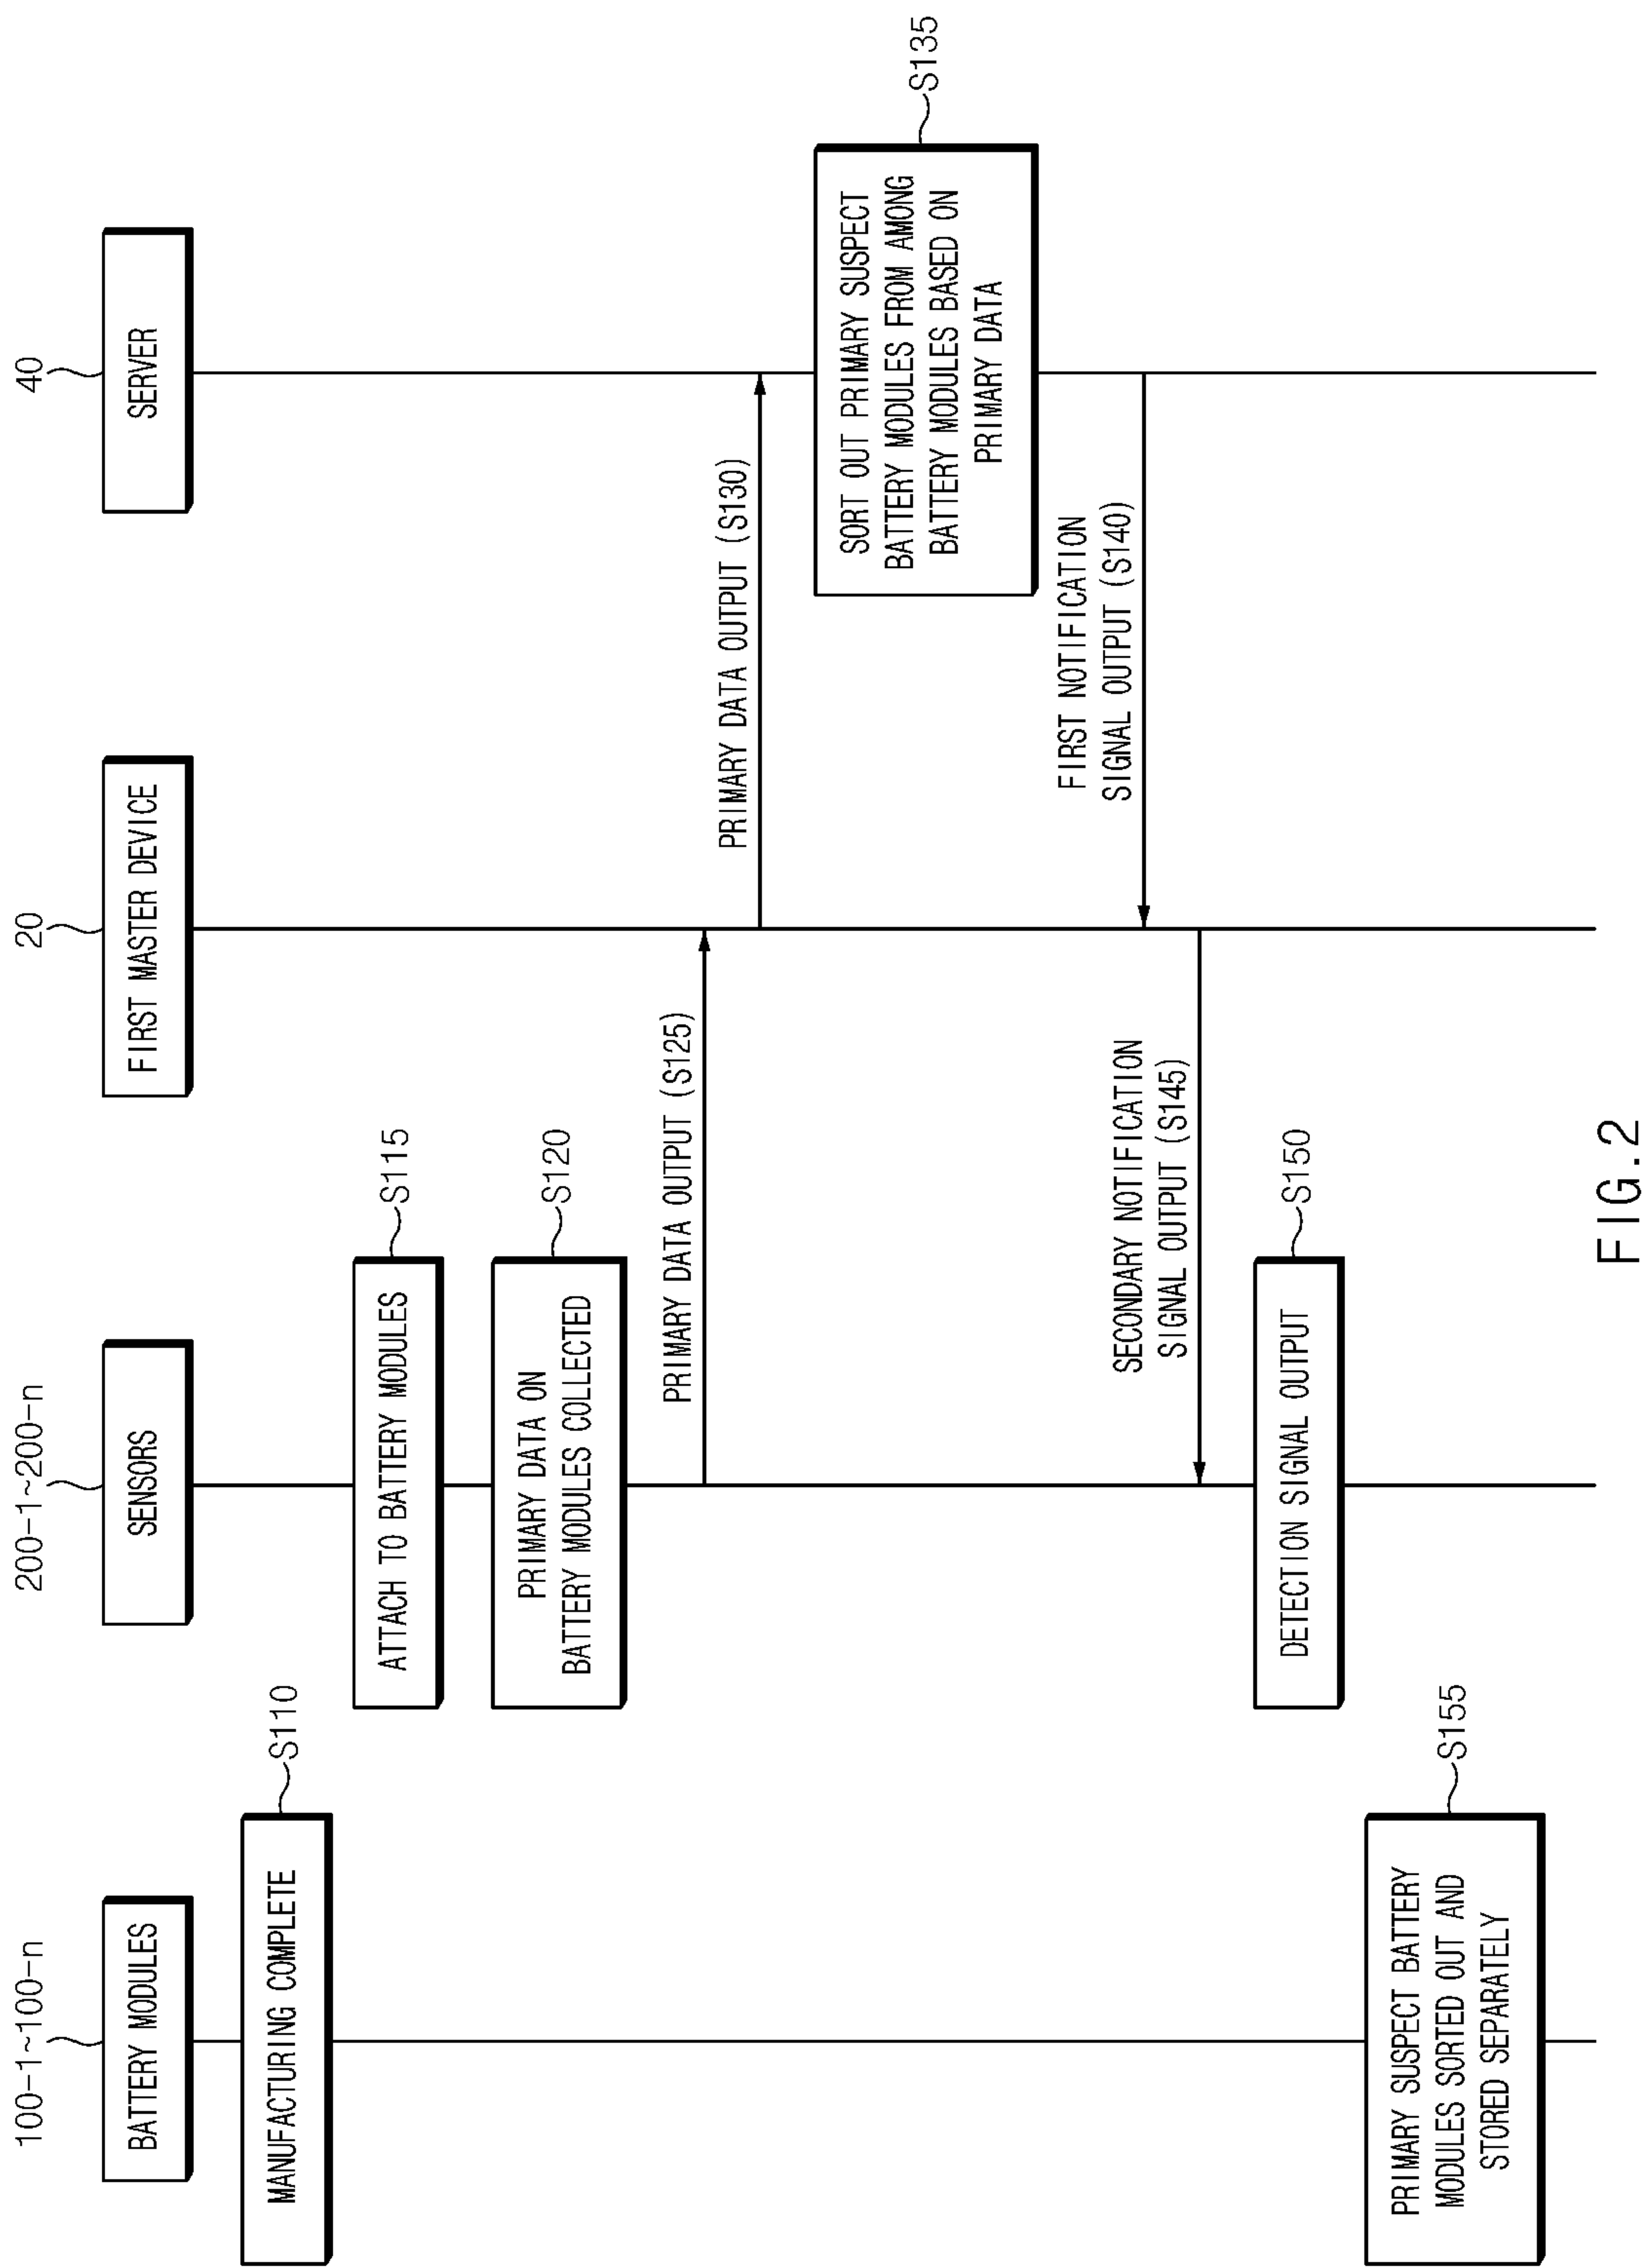 100-1~100-n
200-1~200-n
20
40
BATTERY MODULES
SENSORS
FIRST MASTER DEVICE
SERVER
MANUFACTURING COMPLETE
S110
ATTACH TO BATTERY MODULES
S115
PRIMARY DATA ON
BATTERY MODULES COLLECTED
S120
PRIMARY DATA OUTPUT (S125)
PRIMARY DATA OUTPUT (S130)
SORT OUT PRIMARY SUSPECT
BATTERY MODULES FROM AMONG
BATTERY MODULES BASED ON
PRIMARY DATA
S135
FIRST NOTIFICATION
SIGNAL OUTPUT (S140)
SECONDARY NOTIFICATION
SIGNAL OUTPUT (S145)
DETECTION SIGNAL OUTPUT
S150
PRIMARY SUSPECT BATTERY
MODULES SORTED OUT AND
STORED SEPARATELY
S155
FIG.2